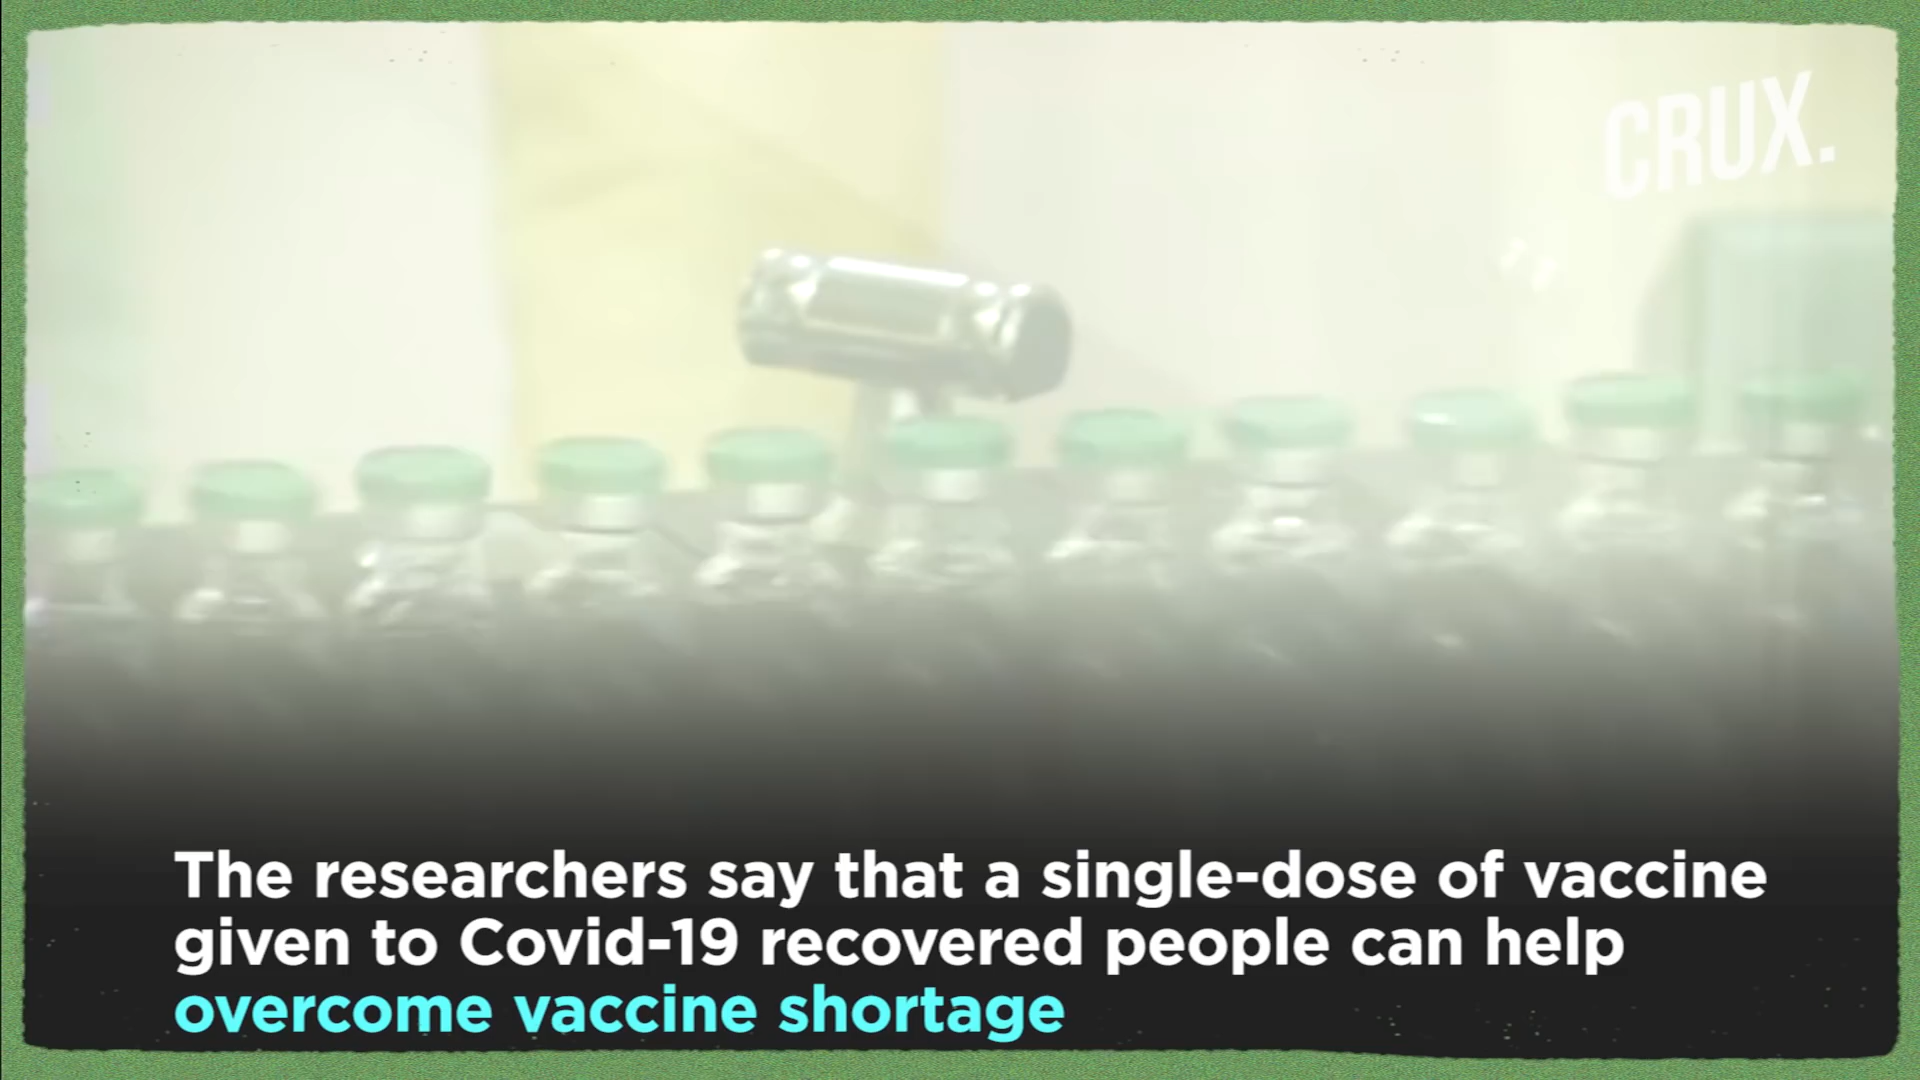 CRUX.
The researchers say that a single-dose of vaccine
given to Covid-19 recovered people can help
overcome vaccine shortage